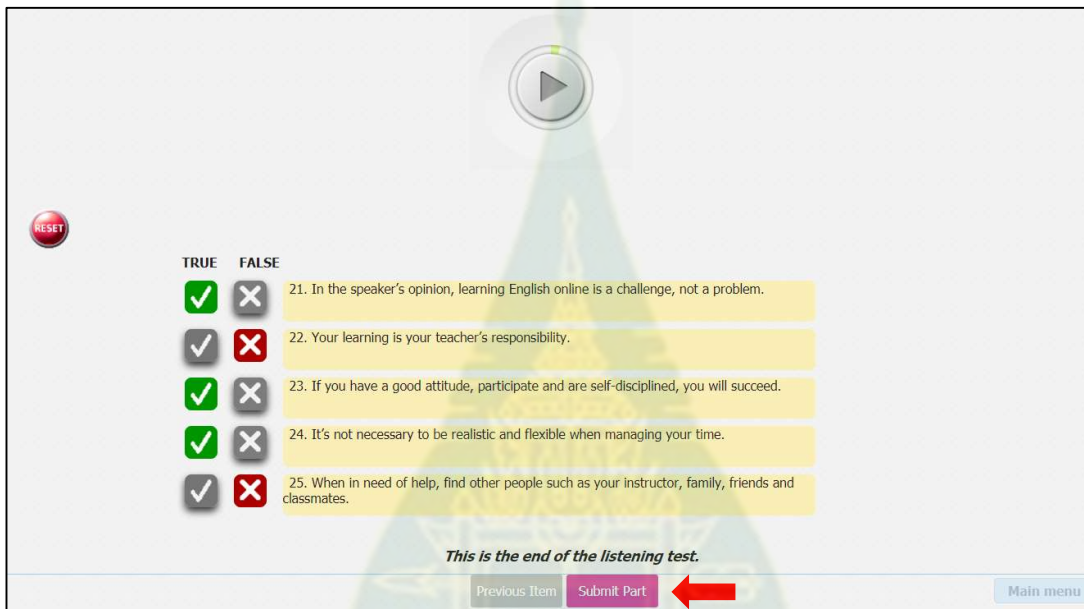 RESET
TRUE FALSE
21. In the speaker's opinion, learning English online is a challenge, not a problem.
22. Your learning is your teacher's responsibility.
23. If you have a good attitude, participate and are self-disciplined, you will succeed.
24. It's not necessary to be realistic and flexible when managing your time.
25. When in need of help, find other people such as your instructor, family, friends and
classmates.
This is the end of the listening test.
Previous Item Submit Part Main menu